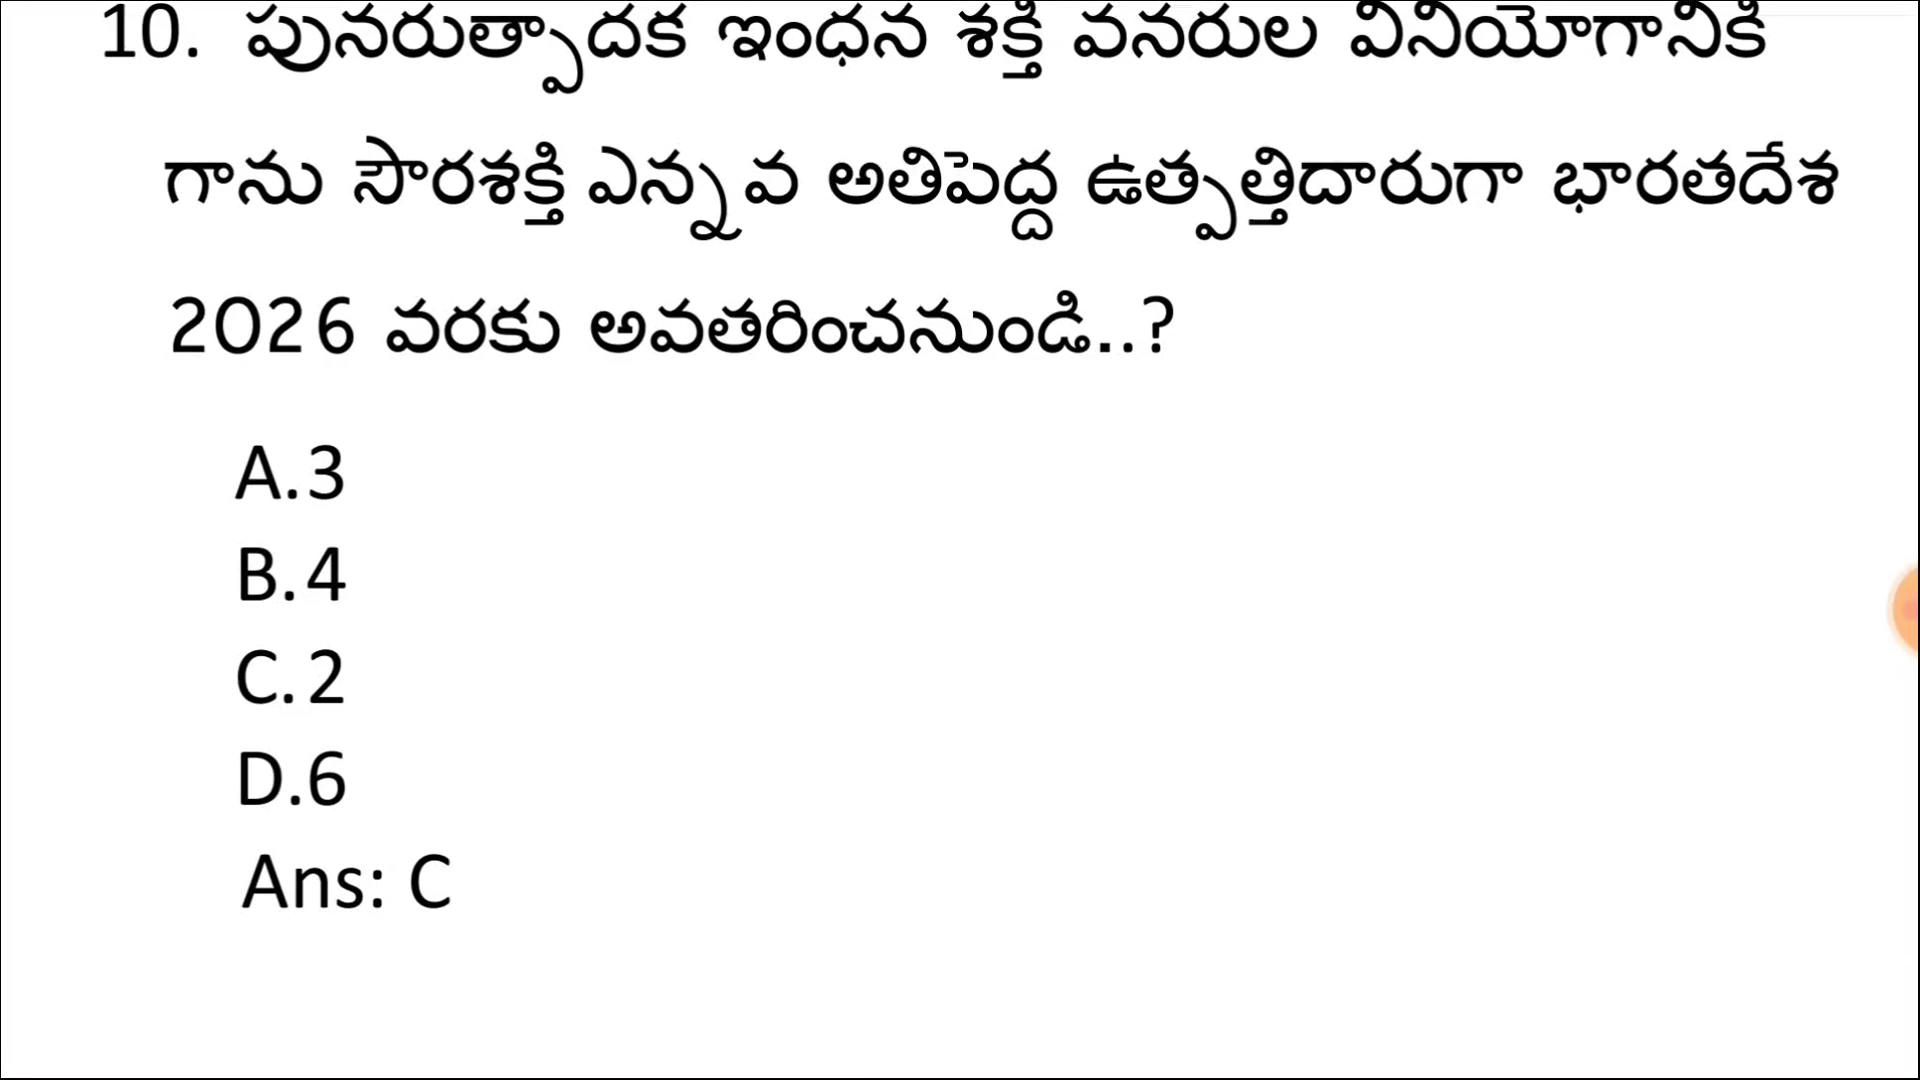 10. పునరుత్పాదక ఇంధన శక్తి వనరుల వినియోగానికి
గాను సౌరశక్తి ఎన్నవ అతిపెద్ద ఉత్పత్తిదారుగా భారతదేశ
2026 వరకు అవతరించనుండి..?
A.3
B.4
C.2
D.6
Ans: C